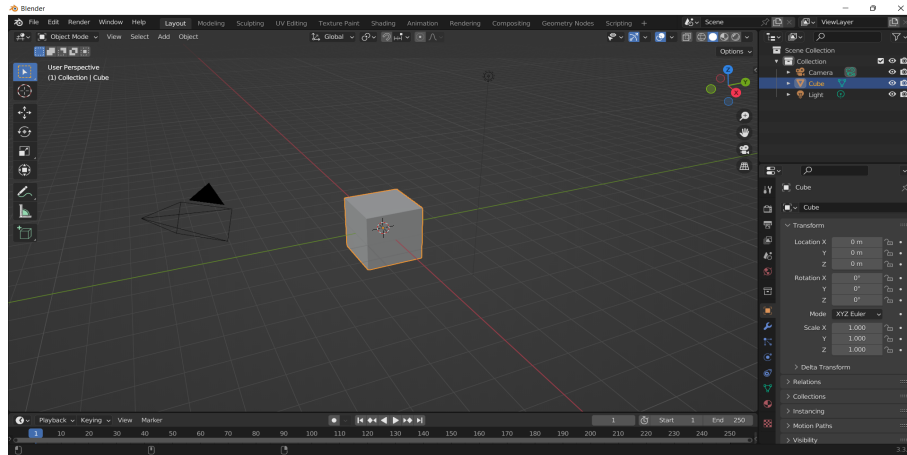 Blender
File Edit Render Window Help Layout Modeling Sculpting UV Editing Texture Paint Shading Animation Rendering Compositing Geometry Nodes Scripting + Scene ViewLayer
Object Mode View Select Add Object Global
Options
User Perspective
(1) Collection | Cube
Z
Y
X
Scene Collection
Collection
Camera
Cube
Light
Cube
Cube
Transform
Location X 0 m
Y 0 m
Z 0 m
Rotation X 0°
Y 0°
Z 0°
Mode XYZ Euler
Scale X 1.000
Y 1.000
Z 1.000
Delta Transform
Relations
Collections
Instancing
Motion Paths
Visibility
Playback Keying View Marker 1 Start 1 End 250
1 10 20 30 40 50 60 70 80 90 100 110 120 130 140 150 160 170 180 190 200 210 220 230 240 250